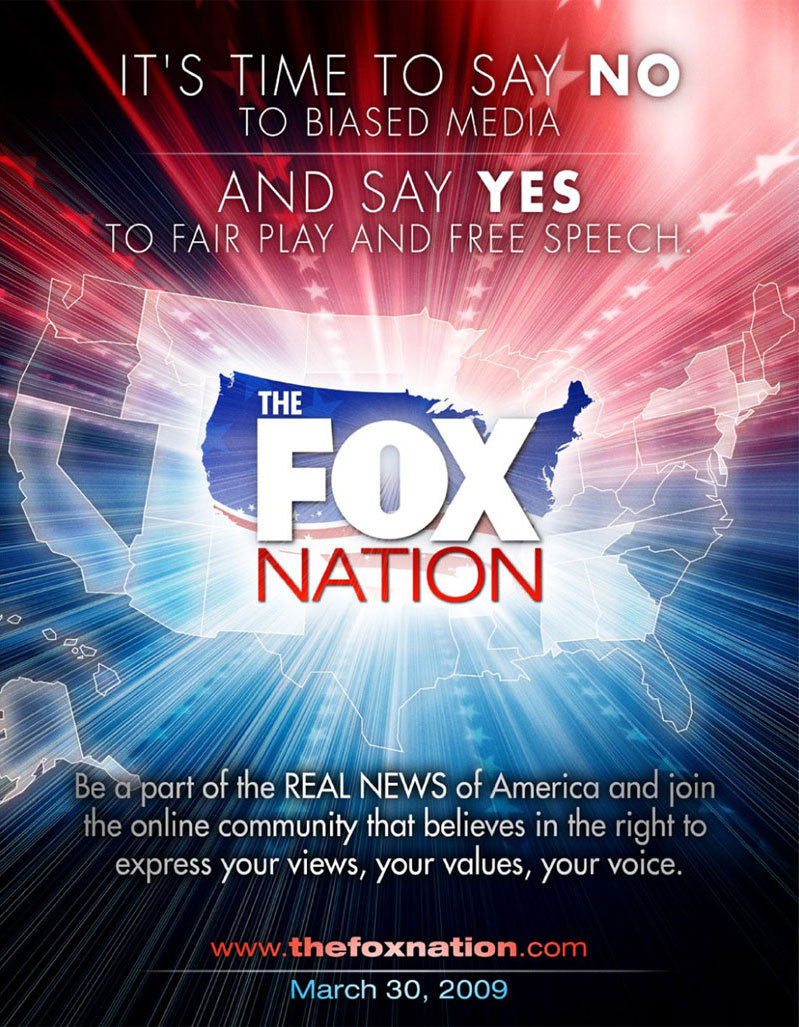 IT'S TIME TO SAY NO
TO BIASED MEDIA
AND SAY YES
TO FAIR PLAY AND FREE SPEECH.
THE
FOX
NATION
Be a part of the REAL NEWS of America and join
the online community that believes in the right to
express your views, your values, your voice.
www.thefoxnation.com
March 30, 2009